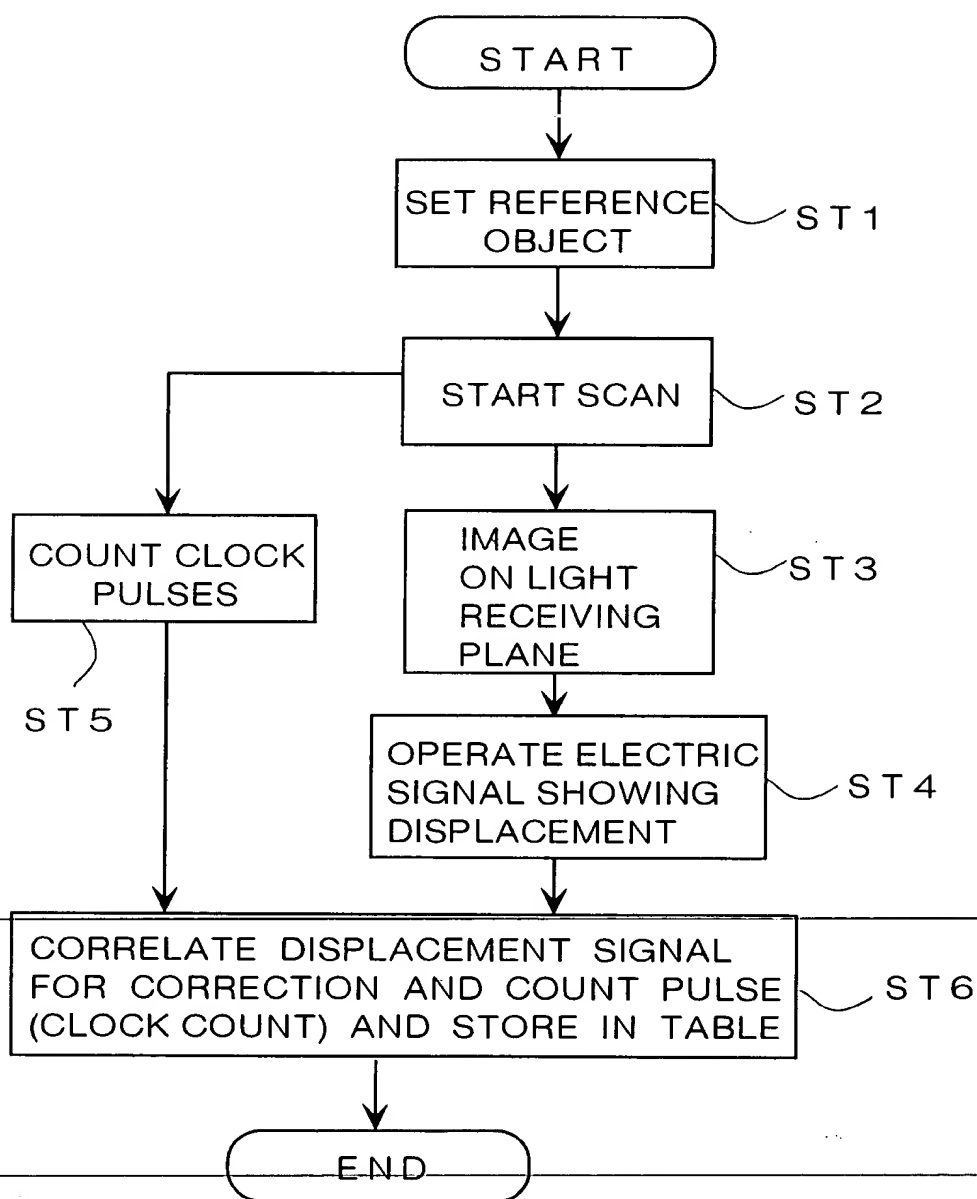 START
SET REFERENCE
OBJECT
ST1
START SCAN
ST2
IMAGE
ON LIGHT
RECEIVING
PLANE
ST3
COUNT CLOCK
PULSES
ST5
OPERATE ELECTRIC
SIGNAL SHOWING
DISPLACEMENT
ST4
CORRELATE DISPLACEMENT SIGNAL
FOR CORRECTION AND COUNT PULSE
(CLOCK COUNT) AND STORE IN TABLE
ST6
END